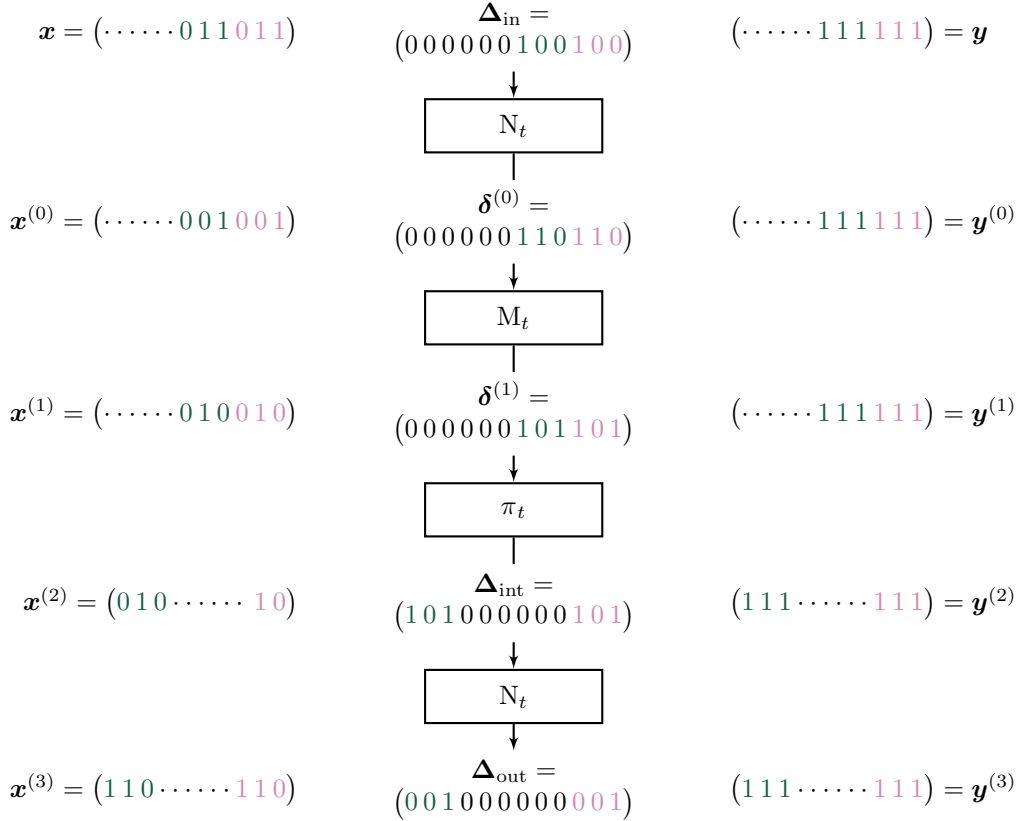 x = (⋯⋯ 0 1 1 0 1 1) Δ_in = (⋯⋯ 1 1 1 1 1 1) = y
(0 0 0 0 0 0 1 0 0 1 0 0)
N_t
x^(0) = (⋯⋯ 0 0 1 0 0 1) δ^(0) = (⋯⋯ 1 1 1 1 1 1) = y^(0)
(0 0 0 0 0 0 1 1 0 1 1 0)
M_t
x^(1) = (⋯⋯ 0 1 0 0 1 0) δ^(1) = (⋯⋯ 1 1 1 1 1 1) = y^(1)
(0 0 0 0 0 0 1 0 1 1 0 1)
π_t
x^(2) = (0 1 0 ⋯⋯ 1 0) Δ_int = (1 1 1 ⋯⋯ 1 1 1) = y^(2)
(1 0 1 0 0 0 0 0 0 1 0 1)
N_t
x^(3) = (1 1 0 ⋯⋯ 1 1 0) Δ_out = (1 1 1 ⋯⋯ 1 1 1) = y^(3)
(0 0 1 0 0 0 0 0 0 0 0 1)